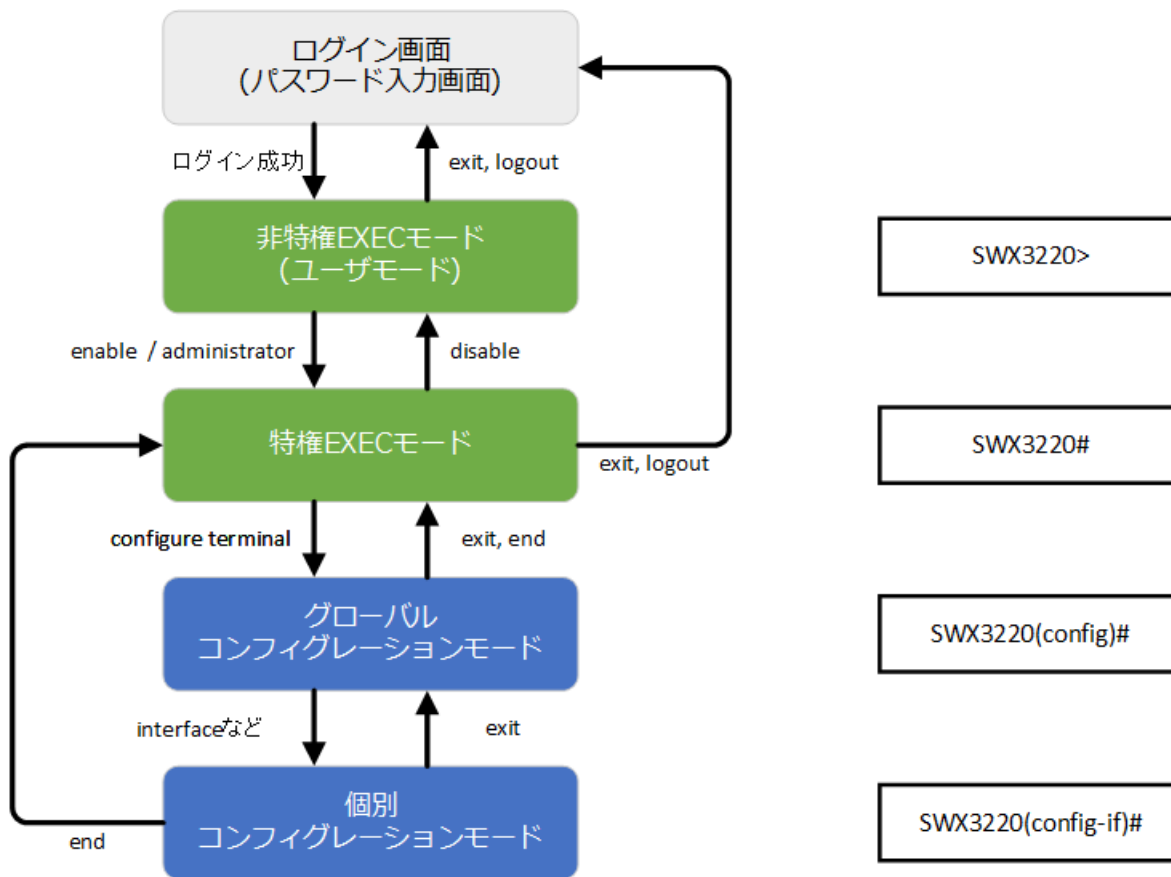 ログイン画面
(パスワード入力画面)
ログイン成功
exit, logout
非特権EXECモード
(ユーザモード)
SWX3220>
enable / administrator
disable
特権EXECモード
SWX3220#
exit, logout
configure terminal
exit, end
グローバル
コンフィグレーションモード
SWX3220(config)#
interfaceなど
exit
個別
コンフィグレーションモード
SWX3220(config-if)#
end